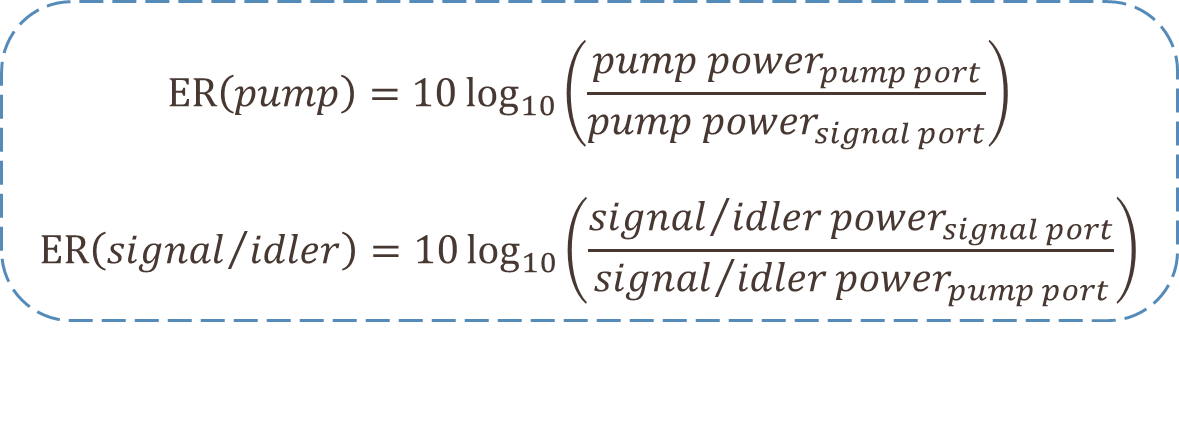 ER(pump) = 10 log₁₀ (pump power_pump port / pump power_signal port)
ER(signal/idler) = 10 log₁₀ (signal/idler power_signal port / signal/idler power_pump port)